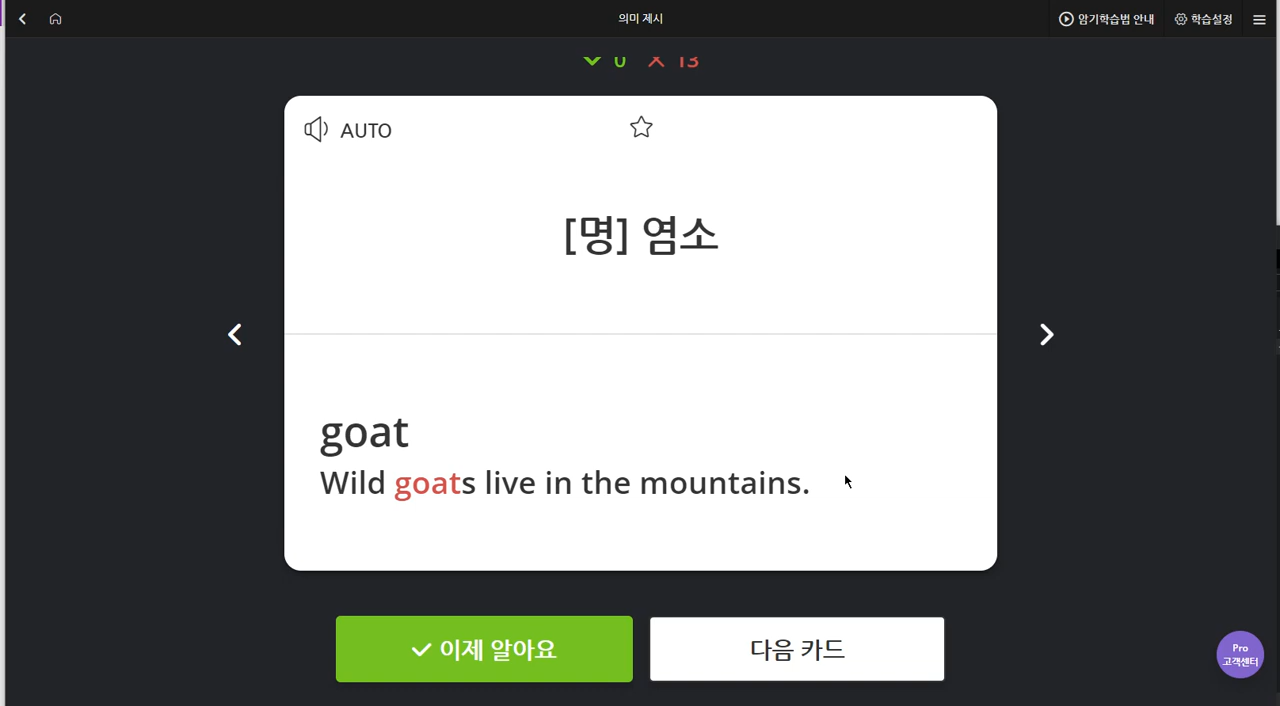 의미 제시
암기학습법 안내
학습설정
0 13
AUTO
[명] 염소
goat
Wild goats live in the mountains.
이제 알아요
다음 카드
Pro
고객센터